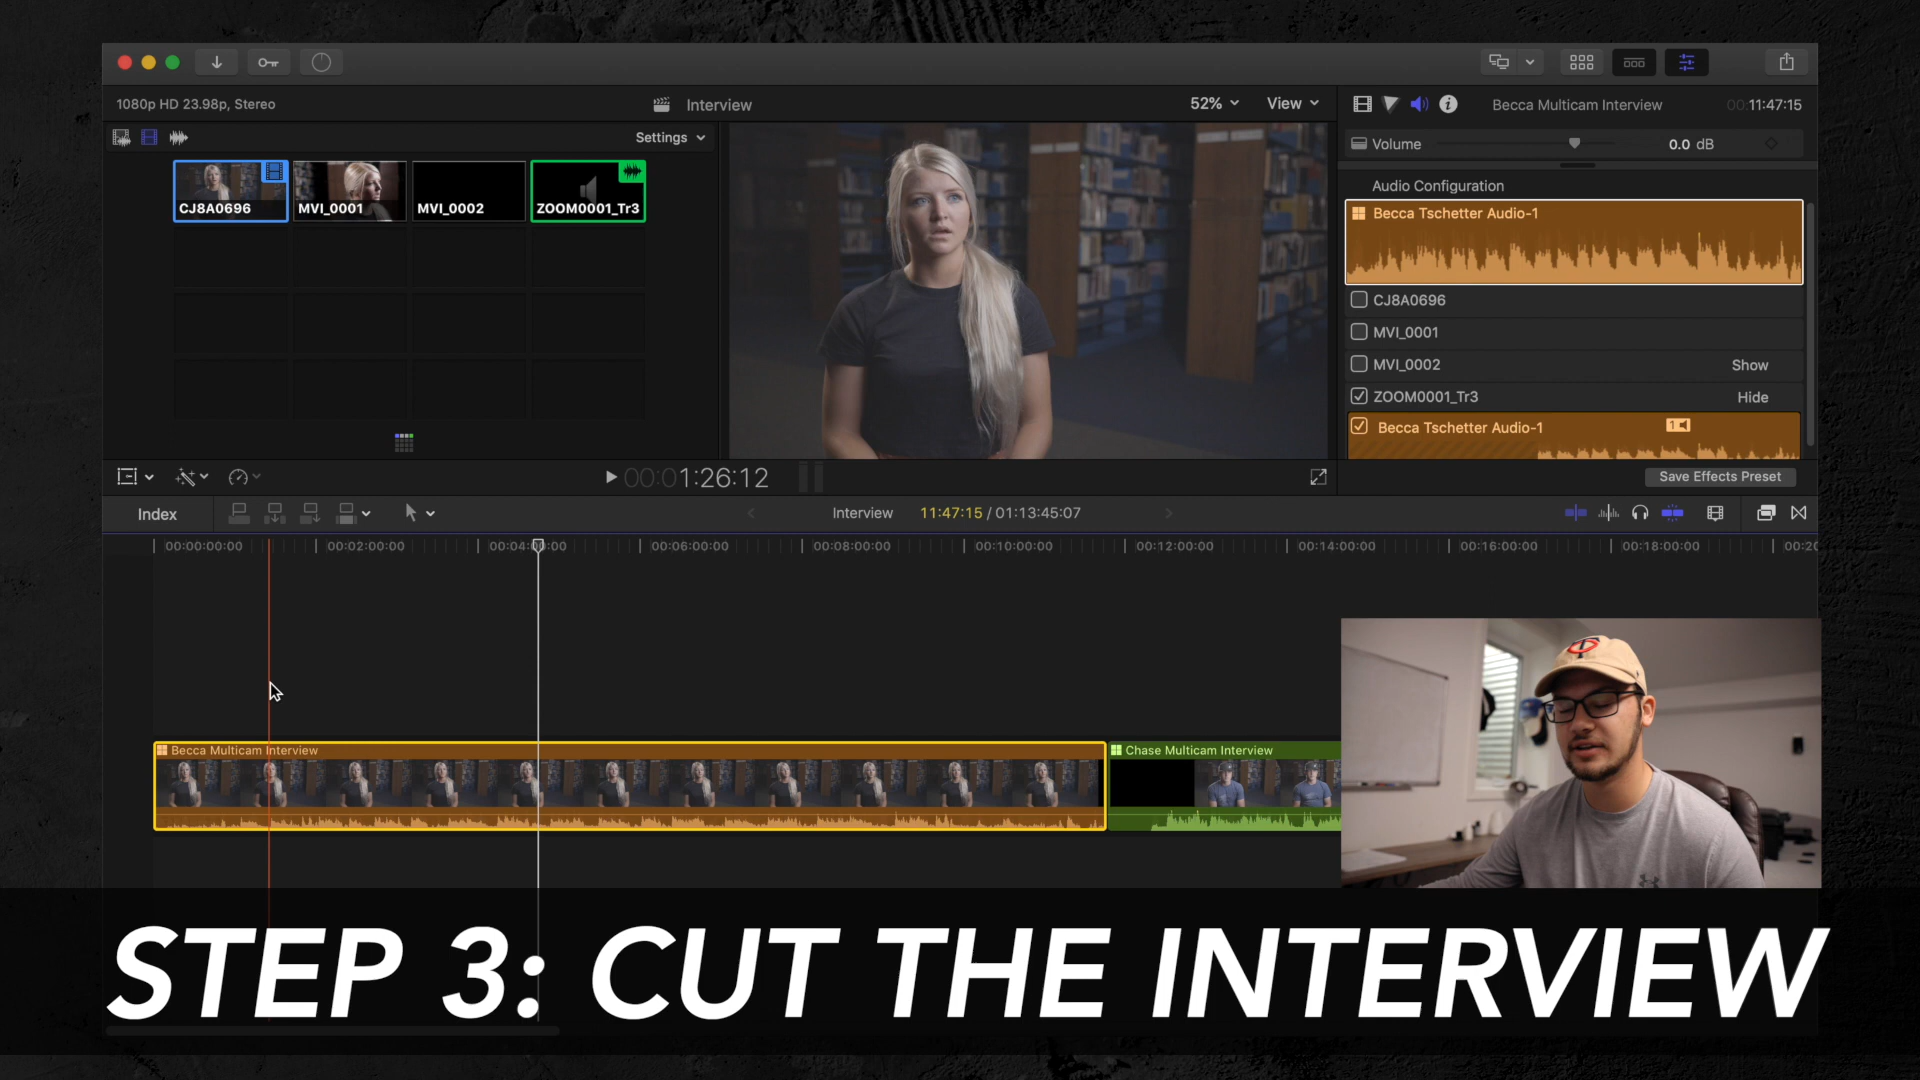 1080p HD 23.98p, Stereo
Interview
52%
View
Becca Multicam Interview
00:11:47:15
Settings
Volume
0.0 dB
Audio Configuration
CJ8A0696
MVI_0001
MVI_0002
ZOOM0001_Tr3
Becca Tschetter Audio-1
CJ8A0696
MVI_0001
MVI_0002
Show
ZOOM0001_Tr3
Hide
Becca Tschetter Audio-1
1
00:01:26:12
Save Effects Preset
Index
Interview
11:47:15 / 01:13:45:07
00:00:00:00
00:02:00:00
00:04:00:00
00:06:00:00
00:08:00:00
00:10:00:00
00:12:00:00
00:14:00:00
00:16:00:00
00:18:00:00
00:20
Becca Multicam Interview
Chase Multicam Interview
STEP 3: CUT THE INTERVIEW